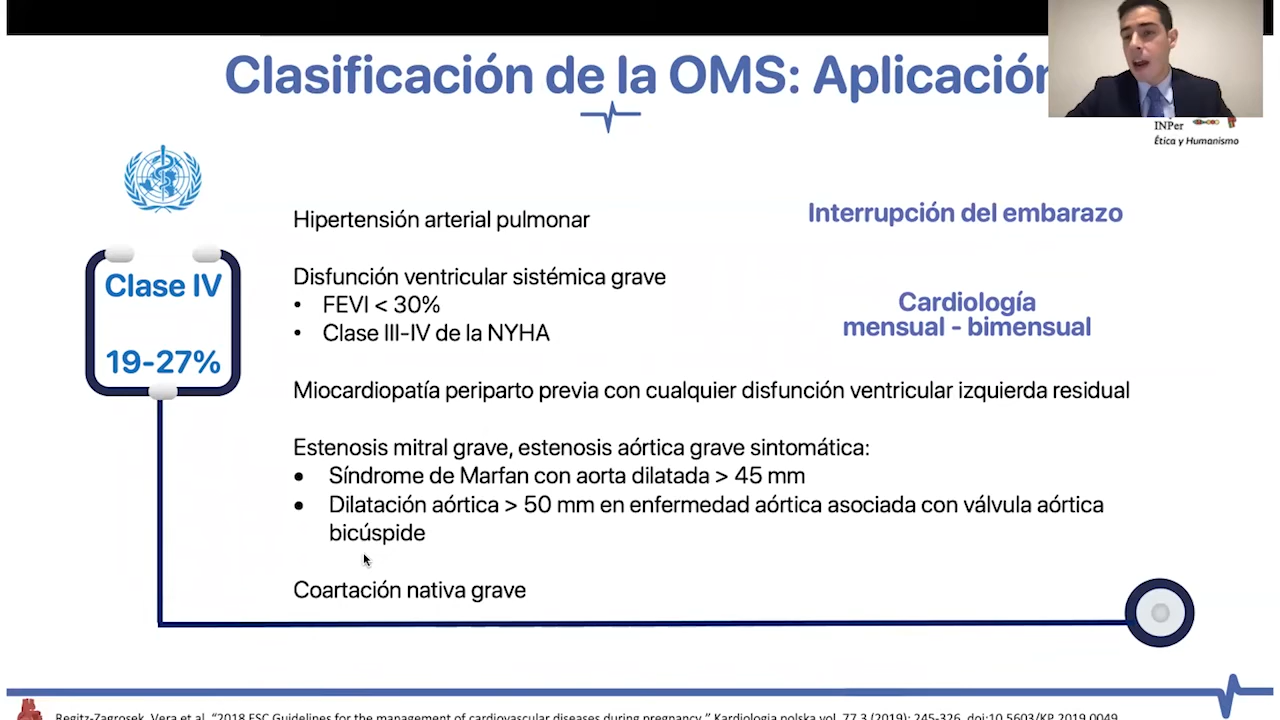 Clasificación de la OMS: Aplicación
INPer
Ética y Humanismo
Clase IV
19-27%
Hipertensión arterial pulmonar
Interrupción del embarazo
Disfunción ventricular sistémica grave
• FEVI < 30%
• Clase III-IV de la NYHA
Cardiología
mensual - bimensual
Miocardiopatía periparto previa con cualquier disfunción ventricular izquierda residual
Estenosis mitral grave, estenosis aórtica grave sintomática:
• Síndrome de Marfan con aorta dilatada > 45 mm
• Dilatación aórtica > 50 mm en enfermedad aórtica asociada con válvula aórtica
bicúspide
Coartación nativa grave
Regitz-Zagrosek, Vera et al. "2018 ESC Guidelines for the management of cardiovascular diseases during pregnancy." Kardiologia polska vol. 77,3 (2019): 245-326. doi:10.5603/KP.2019.0049